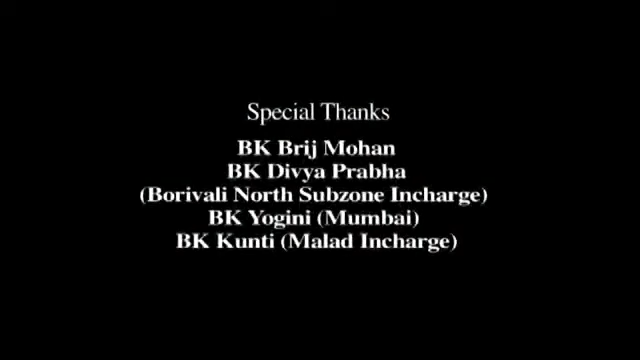 Special Thanks
BK Brij Mohan
BK Divya Prabha
(Borivali North Subzone Incharge)
BK Yogini (Mumbai)
BK Kunti (Malad Incharge)